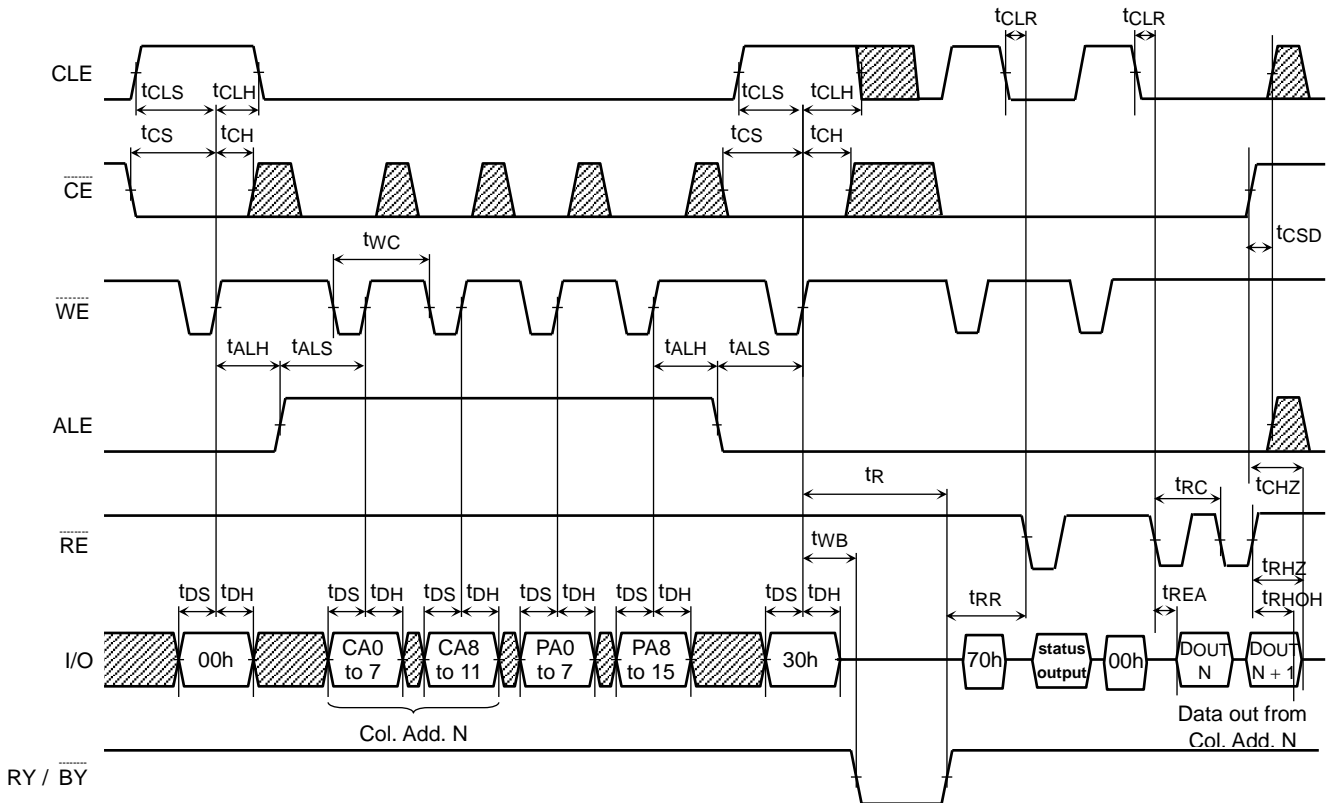 tCLR tCLR
CLE
tCLS tCLH tCLS tCLH
tCS tCH tCS tCH
CE
tCSD
tWC
WE
tALH tALS tALH tALS
ALE
tR
tCHZ
tRC
RE
tWB
tRHZ
tDS tDH tDS tDH tDS tDH tDS tDH tDS tDH tDS tDH
tREA
tRR
tRHOH
I/O
00h
CA0 to 7
CA8 to 11
PA0 to 7
PA8 to 15
30h
70h
status output
00h
DOUT N
DOUT N + 1
Col. Add. N
Data out from
Col. Add. N
RY / BY